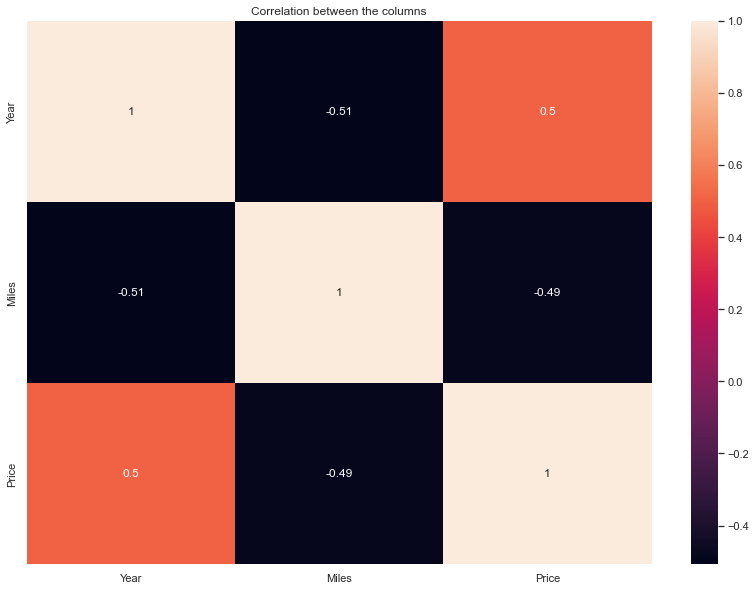 Correlation between the columns
Year
1
-0.51
0.5
Miles
-0.51
1
-0.49
Price
0.5
-0.49
1
Year
Miles
Price
1.0
0.8
0.6
0.4
0.2
0.0
−0.2
−0.4